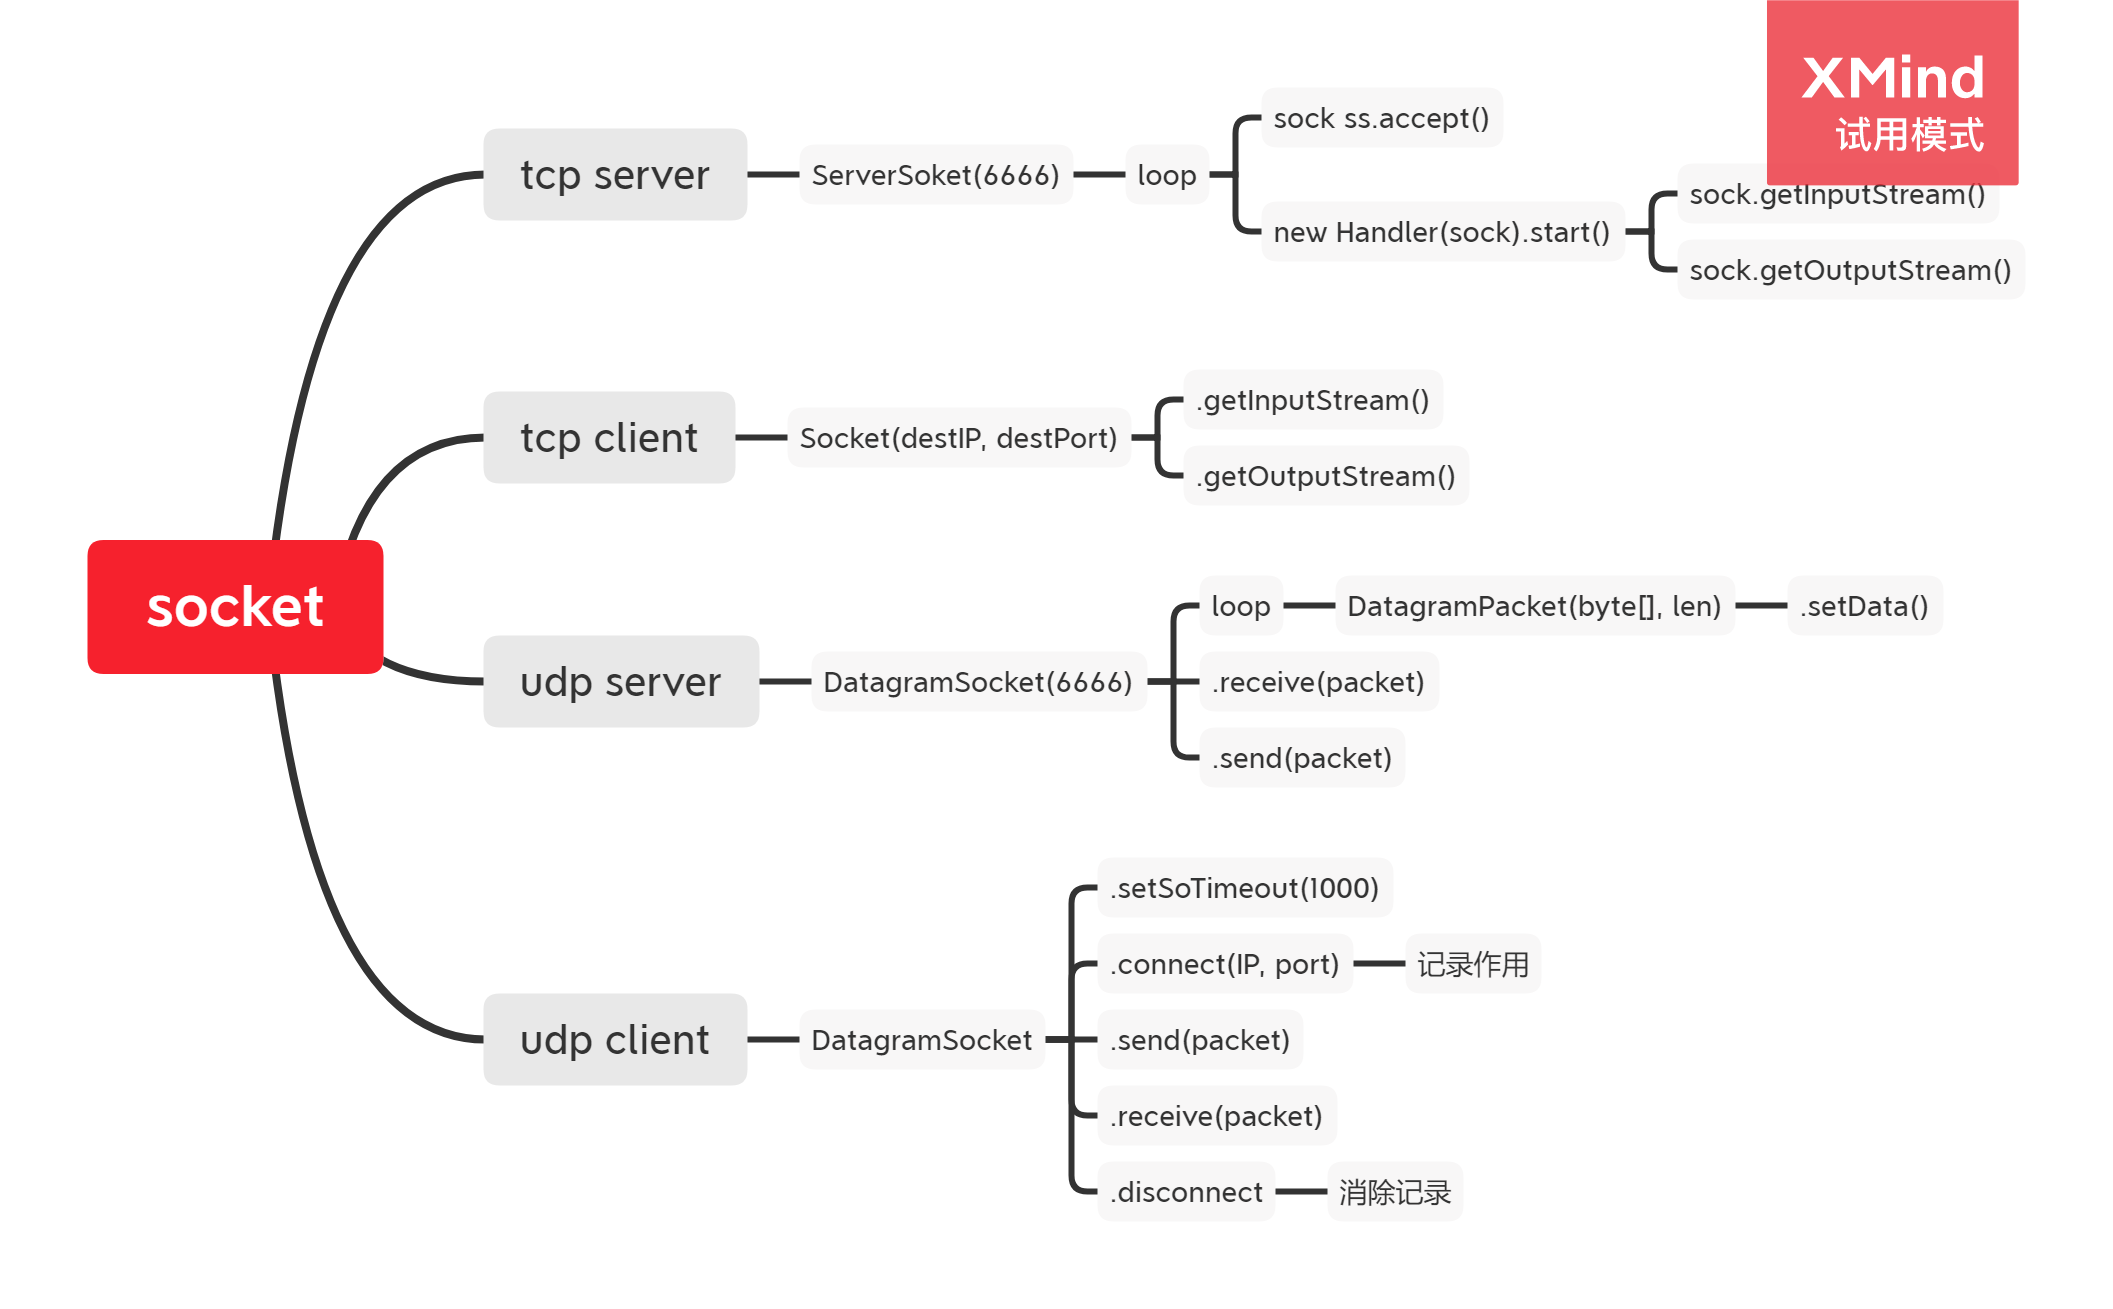 XMind
试用模式
socket
tcp server
ServerSoket(6666)
loop
sock ss.accept()
new Handler(sock).start()
sock.getInputStream()
sock.getOutputStream()
tcp client
Socket(destIP, destPort)
.getInputStream()
.getOutputStream()
udp server
DatagramSocket(6666)
loop
DatagramPacket(byte[], len)
.setData()
.receive(packet)
.send(packet)
udp client
DatagramSocket
.setSoTimeout(1000)
.connect(IP, port)
记录作用
.send(packet)
.receive(packet)
.disconnect
消除记录